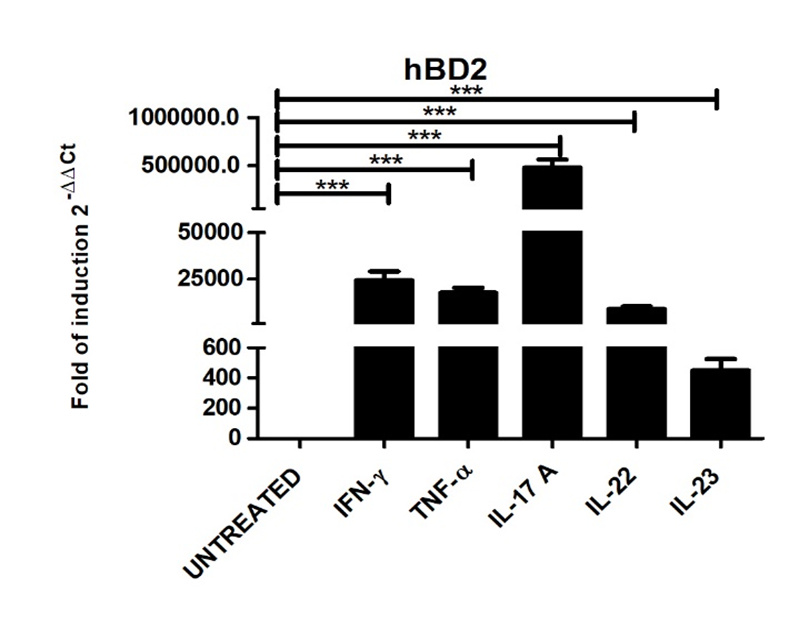 hBD2
***
***
***
***
***
1000000.0
500000.0
50000
25000
600
400
200
0
Fold of induction 2^-ΔΔCt
UNTREATED
IFN-γ
TNF-α
IL-17 A
IL-22
IL-23